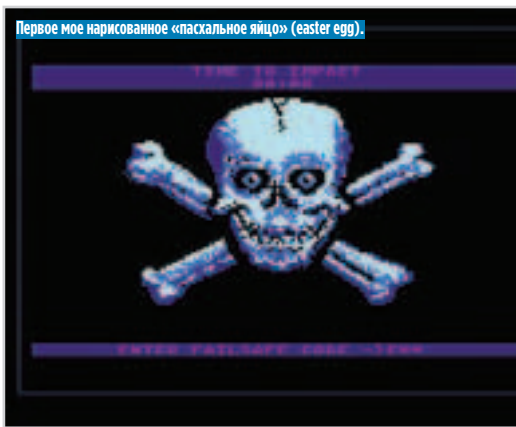 Первое мое нарисованное «пасхальное яйцо» (easter egg).
TIME TO IMPACT
ENTER FAILSAFE CODE